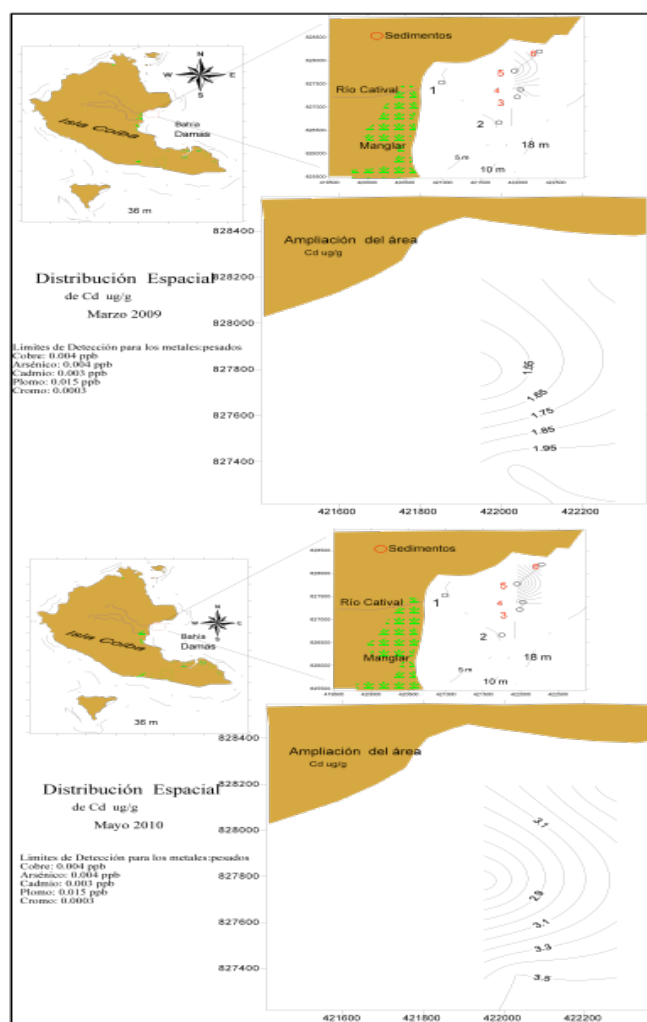 N
W E
S
Isla Coiba
Bahía
Damas
36 m
828500
Sedimentos
Río Catival
Manglar
1
2
3
4
5
6
5 m
10 m
18 m
Ampliación del área
Cd ug/g
828400
828200
828000
827800
827600
827400
421600 421800 422000 422200
1.55
1.65
1.75
1.85
1.95
Distribución Espacial
de Cd ug/g
Marzo 2009
Limites de Detección para los metales:pesados
Cobre: 0.004 ppb
Arsénico: 0.004 ppb
Cadmio: 0.003 ppb
Plomo: 0.015 ppb
Cromo: 0.0003
N
S
Isla Coiba
Bahía
Damas
36 m
Sedimentos
Río Catival
Manglar
1
2
3
4
5
6
5 m
10 m
18 m
Ampliación del área
Cd ug/g
828400
828200
828000
827800
827600
827400
421600 421800 422000 422200
3.1
2.9
3.1
3.3
3.5
Distribución Espacial
de Cd ug/g
Mayo 2010
Limites de Detección para los metales:pesados
Cobre: 0.004 ppb
Arsénico: 0.004 ppb
Cadmio: 0.003 ppb
Plomo: 0.015 ppb
Cromo: 0.0003